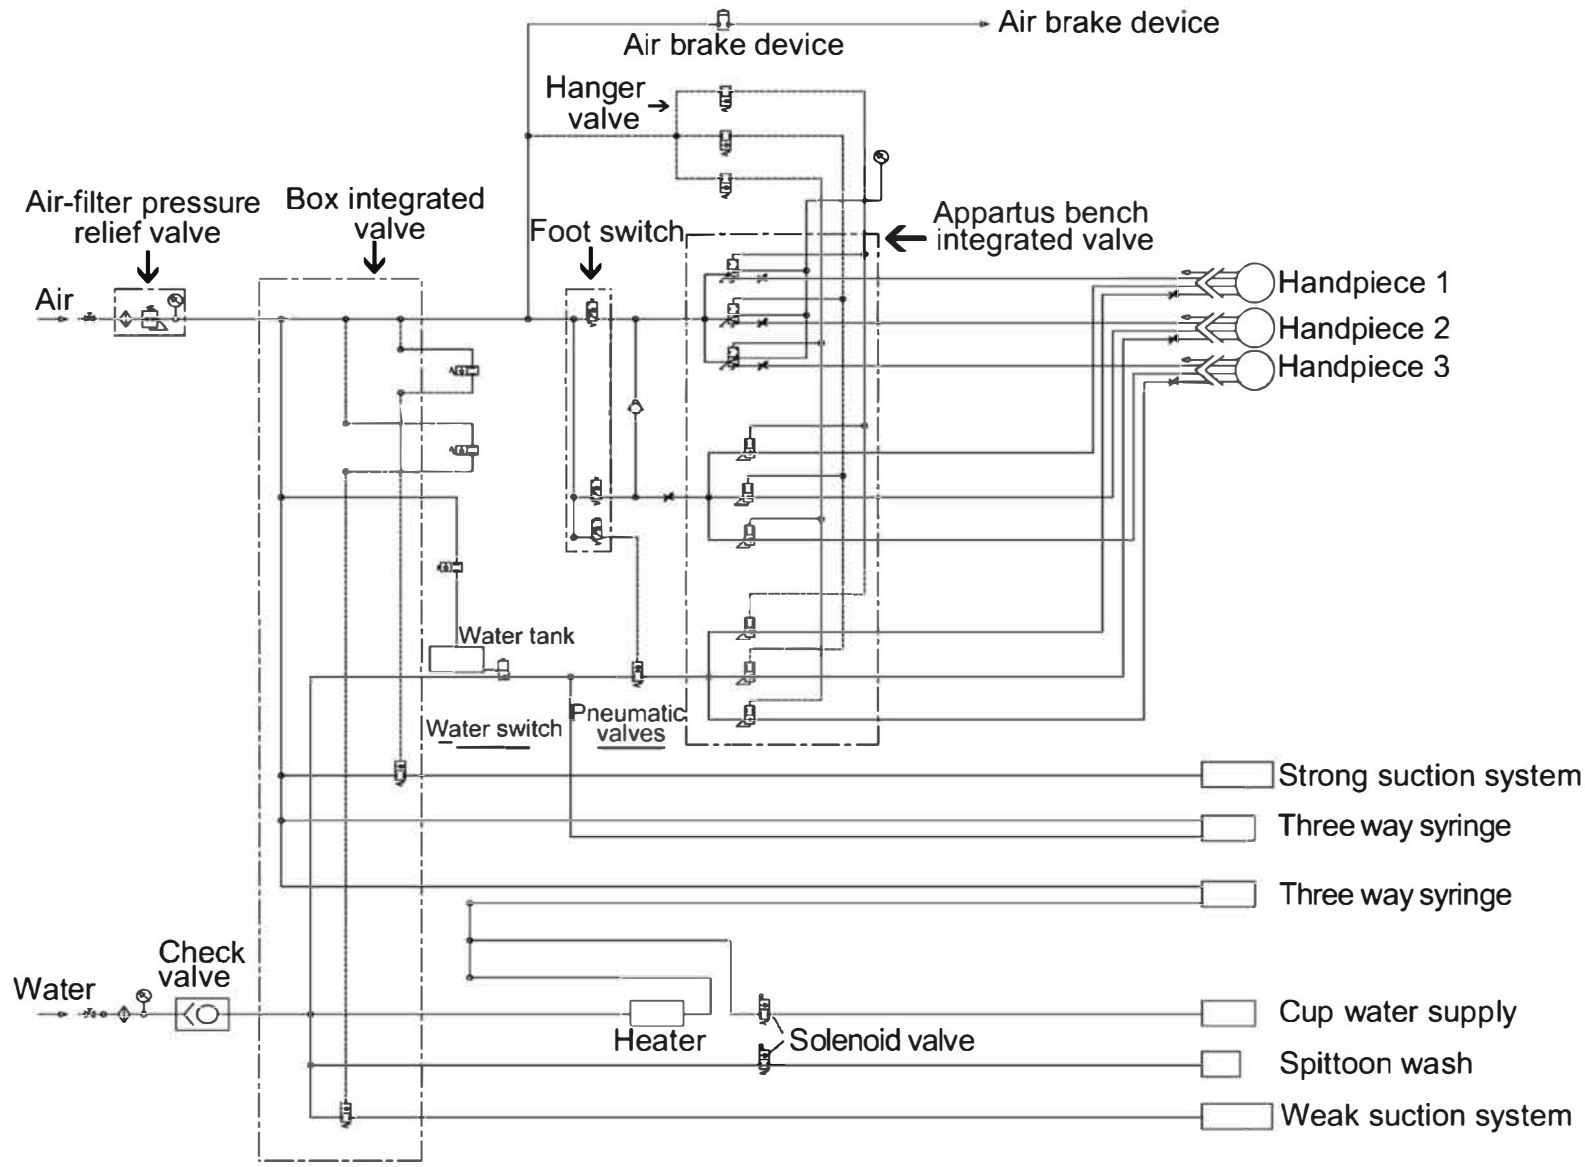 Air brake device
Air brake device
Hanger
valve
Air-filter pressure
relief valve
Box integrated
valve
Foot switch
Appartus bench
integrated valve
Air
Handpiece 1
Handpiece 2
Handpiece 3
Water tank
Water switch
Pneumatic
valves
Strong suction system
Three way syringe
Three way syringe
Check
valve
Water
Heater
Solenoid valve
Cup water supply
Spittoon wash
Weak suction system